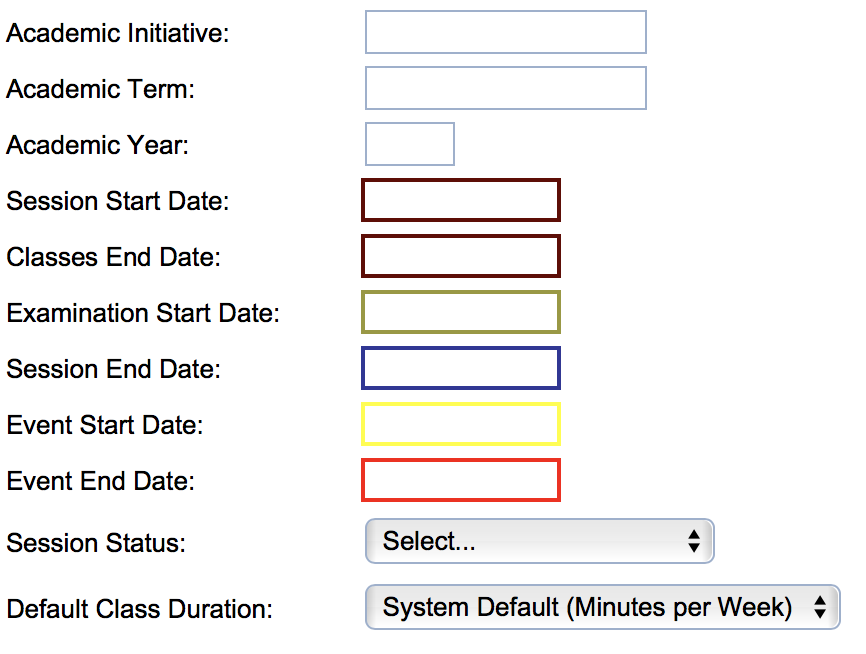 Academic Initiative:
Academic Term:
Academic Year:
Session Start Date:
Classes End Date:
Examination Start Date:
Session End Date:
Event Start Date:
Event End Date:
Session Status: Select...
Default Class Duration: System Default (Minutes per Week)